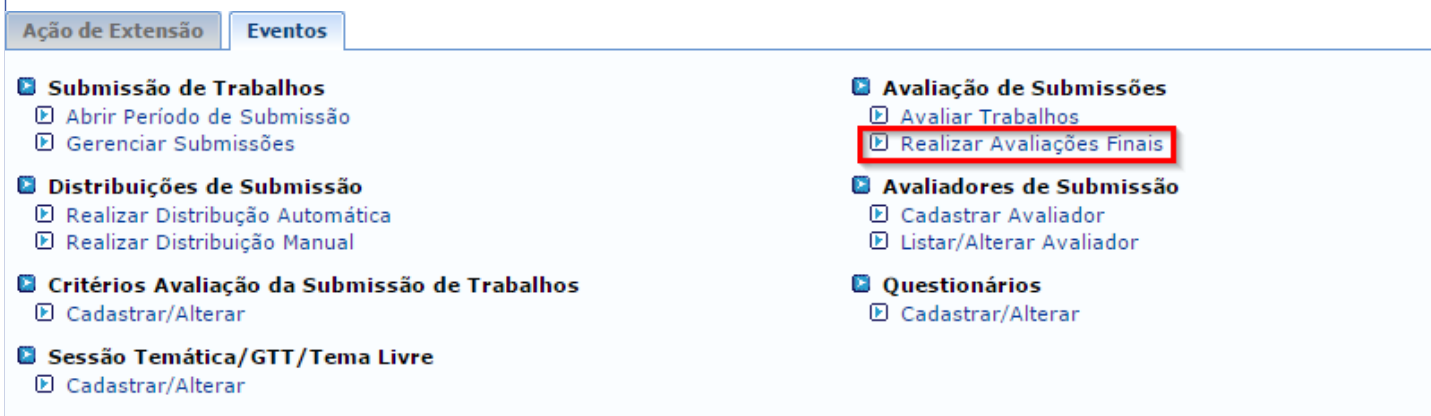 Ação de Extensão
Eventos
Submissão de Trabalhos
Abrir Período de Submissão
Gerenciar Submissões
Distribuições de Submissão
Realizar Distribução Automática
Realizar Distribuição Manual
Critérios Avaliação da Submissão de Trabalhos
Cadastrar/Alterar
Sessão Temática/GTT/Tema Livre
Cadastrar/Alterar
Avaliação de Submissões
Avaliar Trabalhos
Realizar Avaliações Finais
Avaliadores de Submissão
Cadastrar Avaliador
Listar/Alterar Avaliador
Questionários
Cadastrar/Alterar